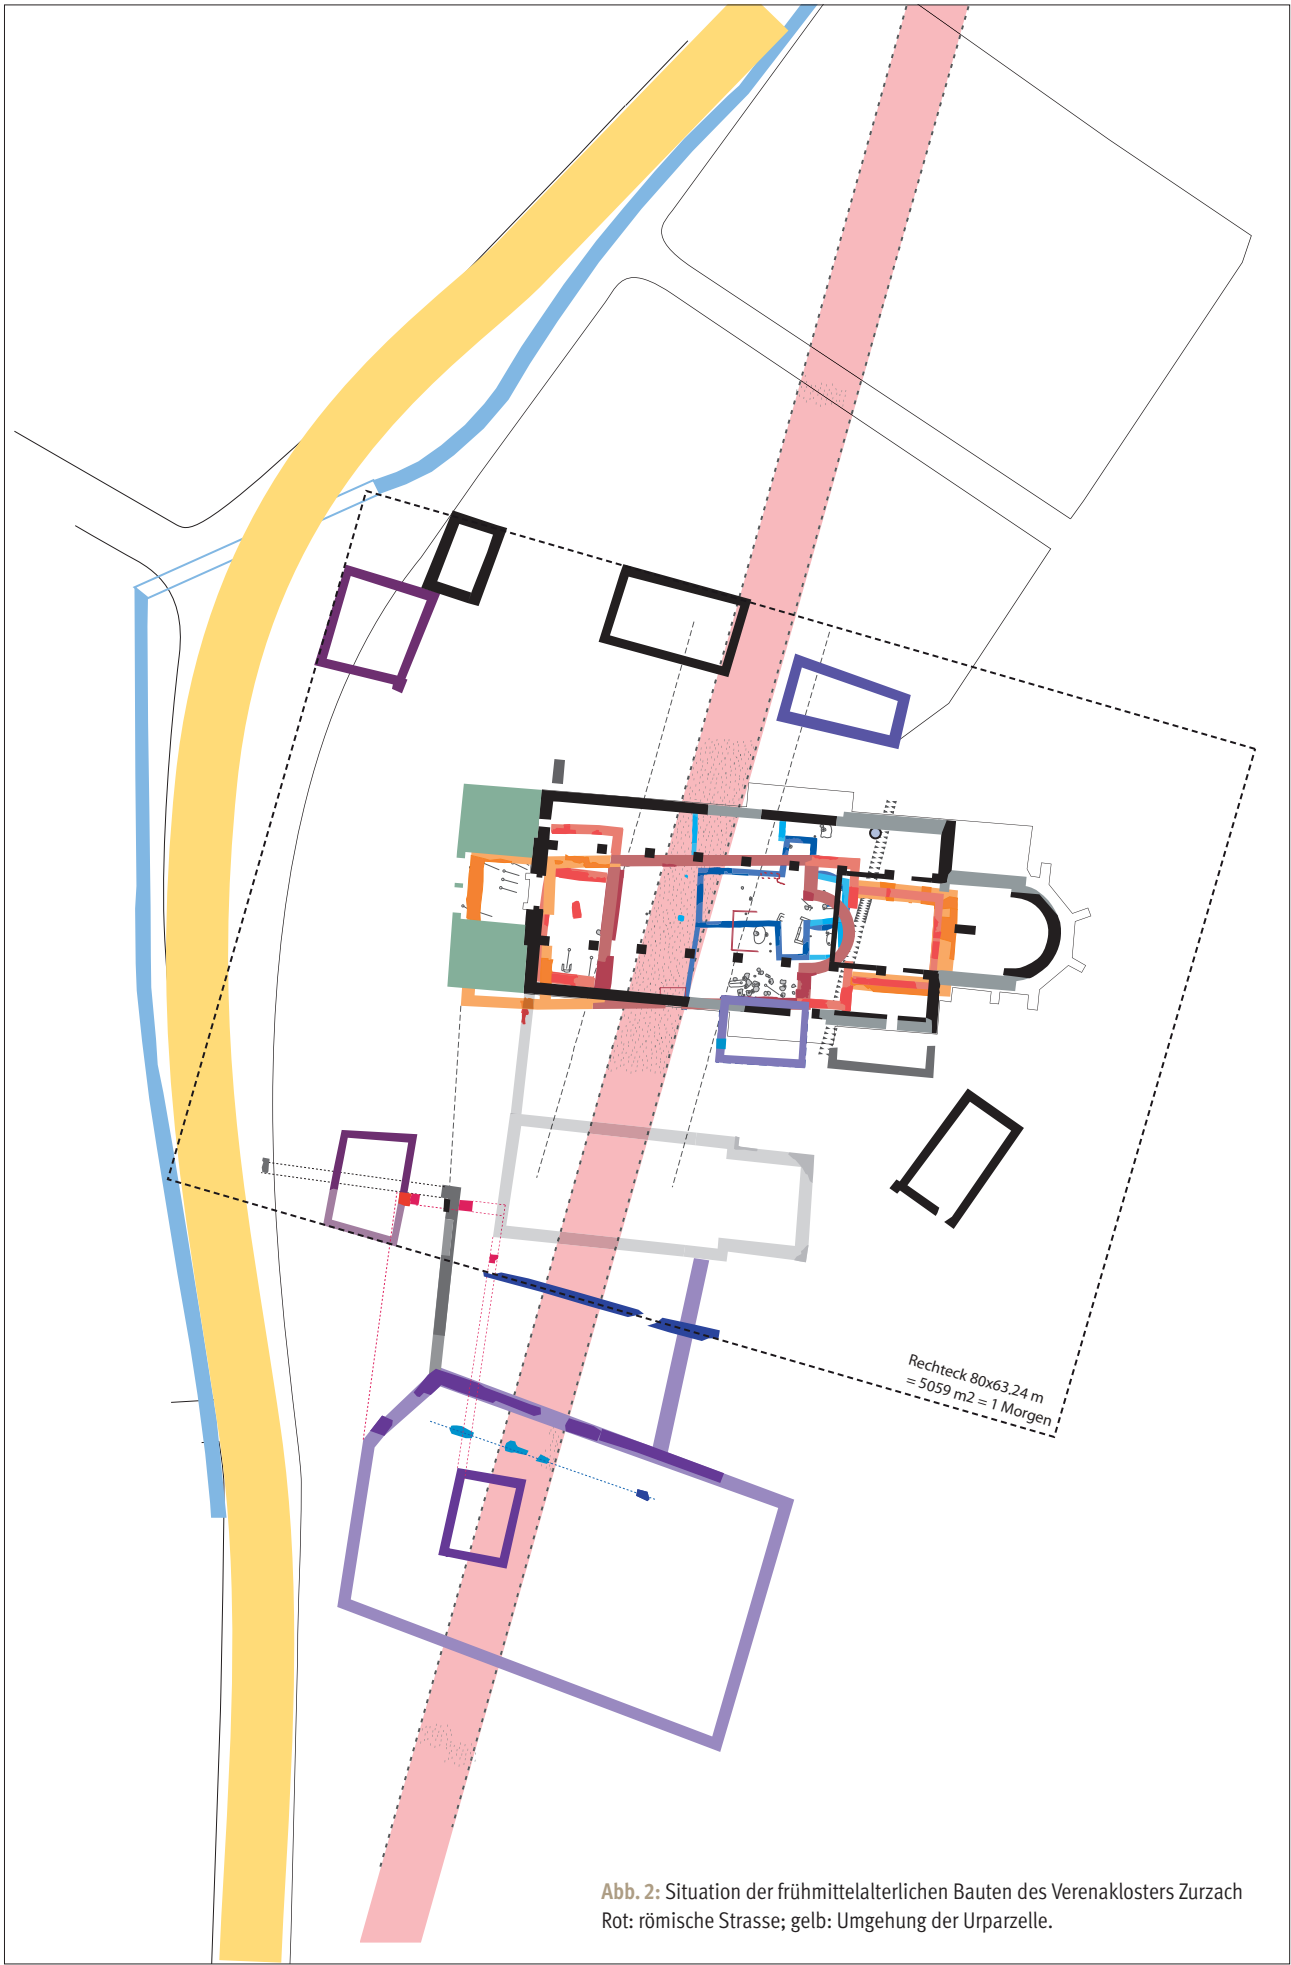 Rechteck 80x63.24 m
= 5059 m2 = 1 Morgen
Abb. 2: Situation der frühmittelalterlichen Bauten des Verenaklosters Zurzach
Rot: römische Strasse; gelb: Umgehung der Urparzelle.